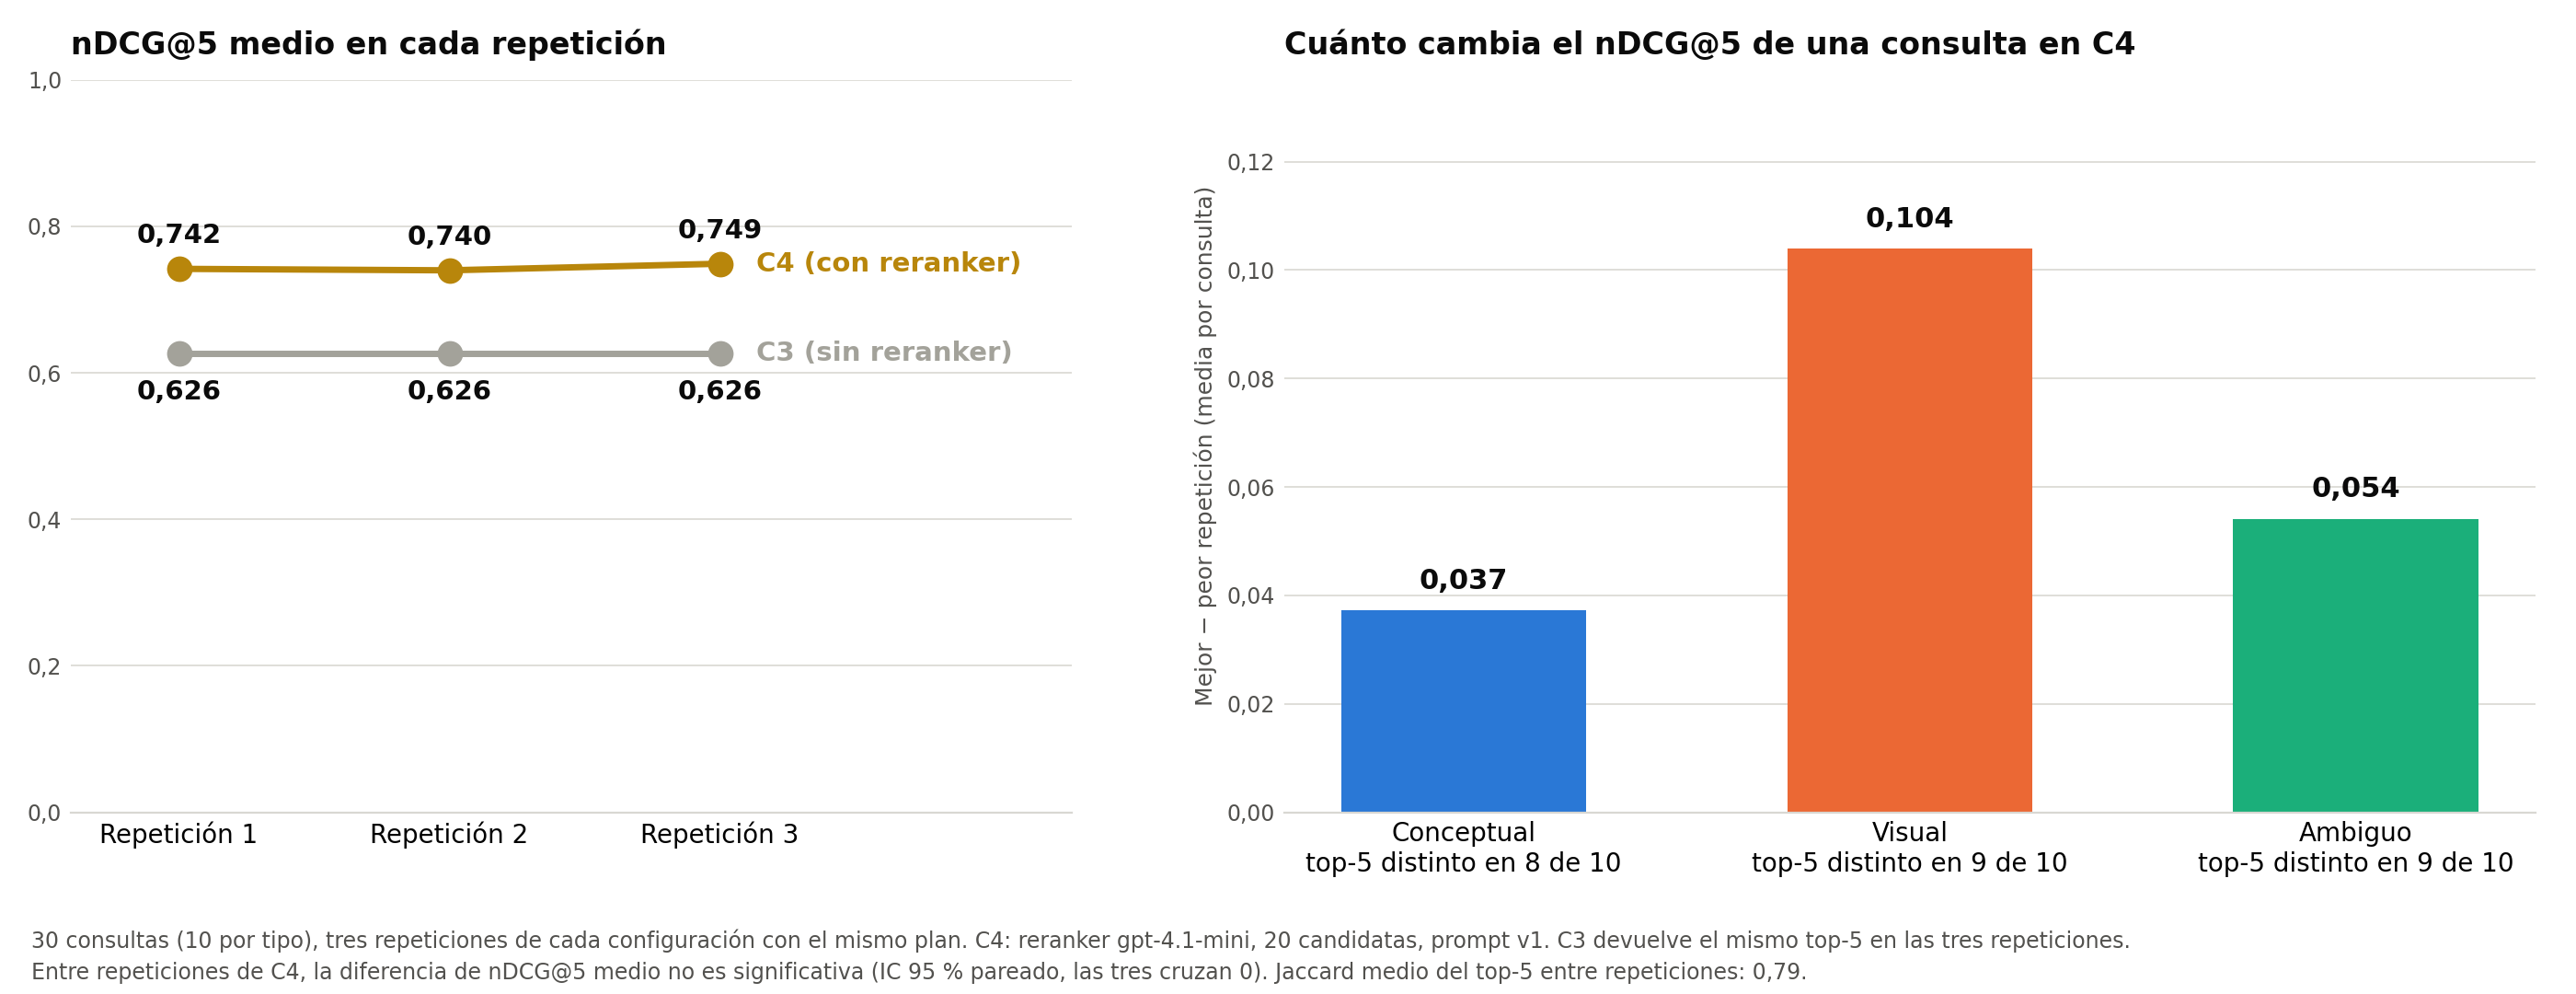 nDCG@5 medio en cada repetición
1,0
0,8
0,6
0,4
0,2
0,0
0,742
0,740
0,749
C4 (con reranker)
C3 (sin reranker)
0,626
0,626
0,626
Repetición 1
Repetición 2
Repetición 3
Cuánto cambia el nDCG@5 de una consulta en C4
Mejor − peor repetición (media por consulta)
0,12
0,10
0,08
0,06
0,04
0,02
0,00
0,037
0,104
0,054
Conceptual
top-5 distinto en 8 de 10
Visual
top-5 distinto en 9 de 10
Ambiguo
top-5 distinto en 9 de 10
30 consultas (10 por tipo), tres repeticiones de cada configuración con el mismo plan. C4: reranker gpt-4.1-mini, 20 candidatas, prompt v1. C3 devuelve el mismo top-5 en las tres repeticiones.
Entre repeticiones de C4, la diferencia de nDCG@5 medio no es significativa (IC 95 % pareado, las tres cruzan 0). Jaccard medio del top-5 entre repeticiones: 0,79.